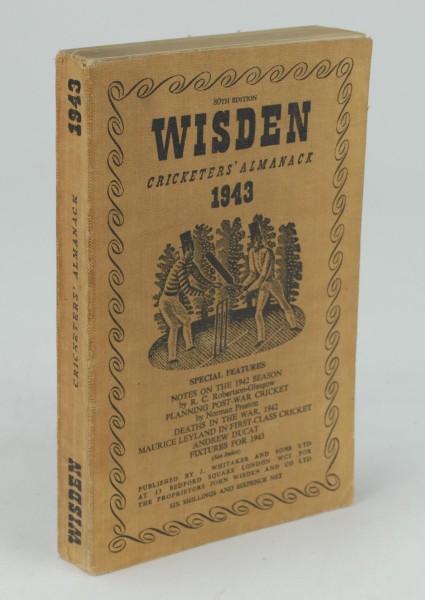 80TH EDITION
WISDEN
CRICKETERS' ALMANACK
1943
SPECIAL FEATURES
NOTES ON THE 1942 SEASON
by R. C. Robertson-Glasgow
PLANNING POST-WAR CRICKET
by Norman Preston
DEATHS IN THE WAR, 1942
MAURICE LEYLAND IN FIRST-CLASS CRICKET
ANDREW DUCAT
FIXTURES FOR 1943
(See Index)
PUBLISHED BY J. WHITAKER AND SONS LTD
AT 13 BEDFORD SQUARE LONDON WC1 FOR
THE PROPRIETORS JOHN WISDEN AND CO LTD
SIX SHILLINGS AND SIXPENCE NET
WISDEN CRICKETERS' ALMANACK 1943